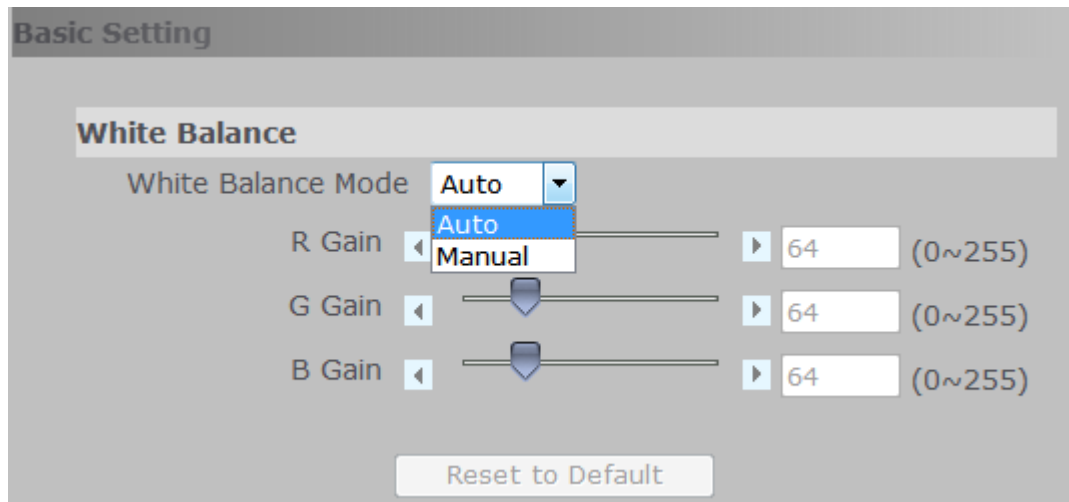 Basic Setting
White Balance
White Balance Mode Auto
Auto
R Gain 64 (0~255)
Manual
G Gain 64 (0~255)
B Gain 64 (0~255)
Reset to Default